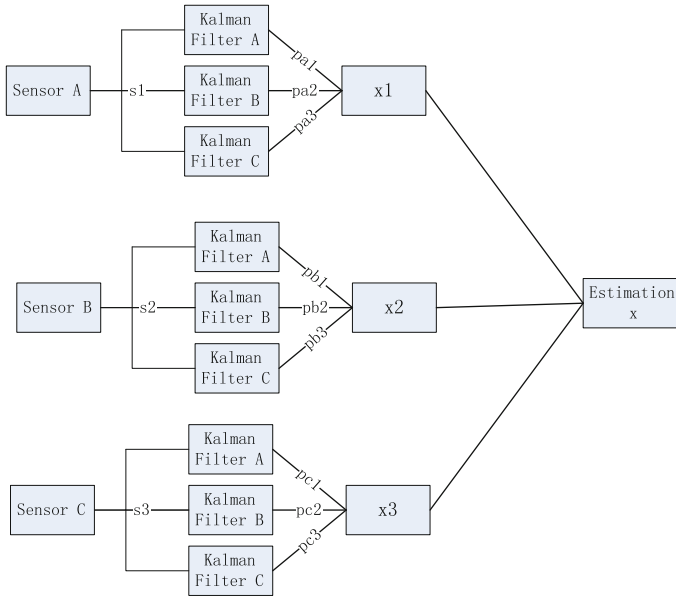 Kalman
Filter A
pa1
Sensor A
s1
Kalman
Filter B
pa2
x1
pa3
Kalman
Filter C
Kalman
Filter A
pb1
Sensor B
s2
Kalman
Filter B
pb2
x2
pb3
Kalman
Filter C
Estimation
x
Kalman
Filter A
pc1
Sensor C
s3
Kalman
Filter B
pc2
x3
pc3
Kalman
Filter C